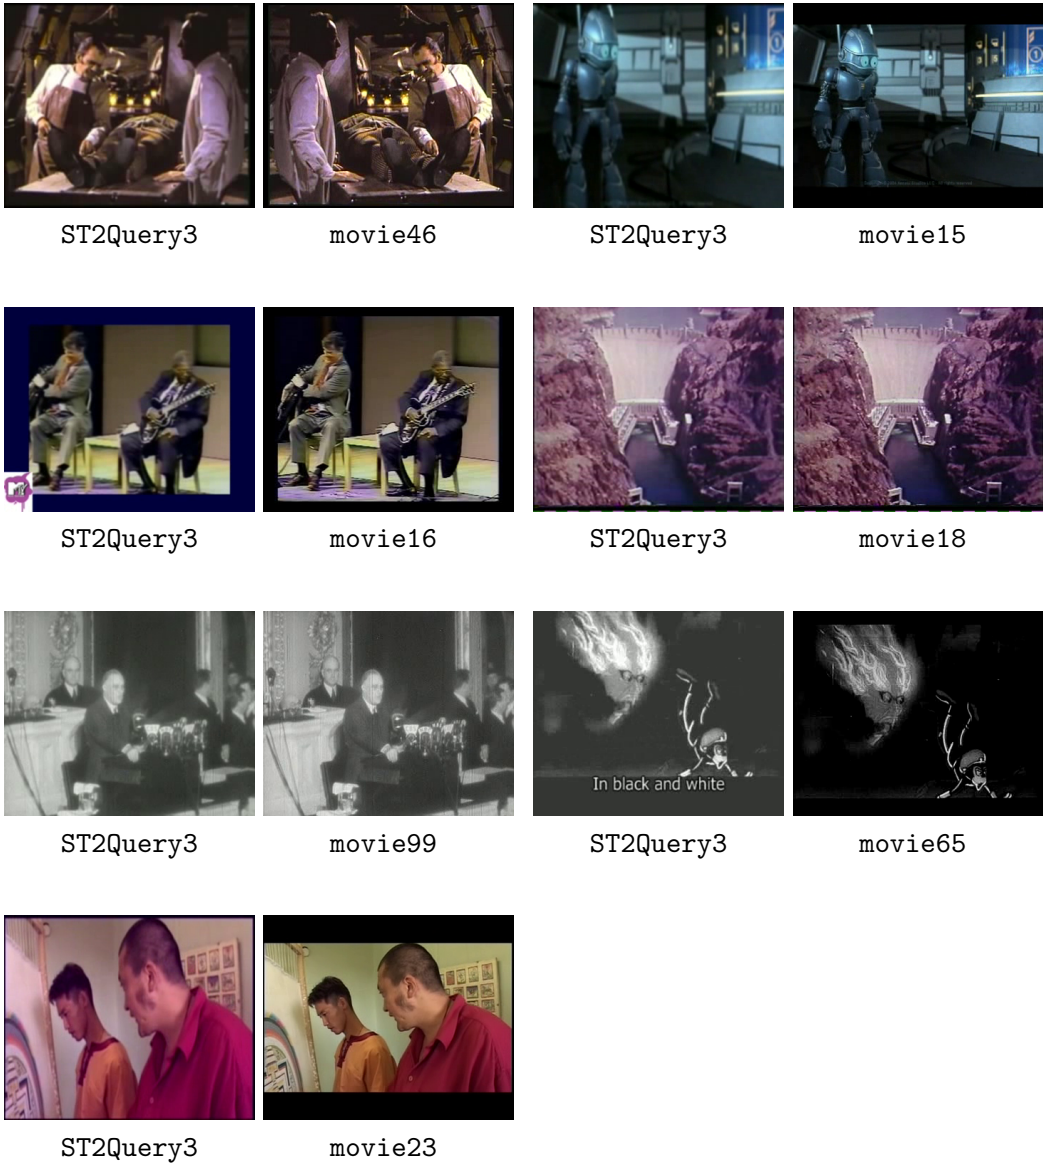 ST2Query3 movie46 ST2Query3 movie15
ST2Query3 movie16 ST2Query3 movie18
In black and white
ST2Query3 movie99 ST2Query3 movie65
ST2Query3 movie23